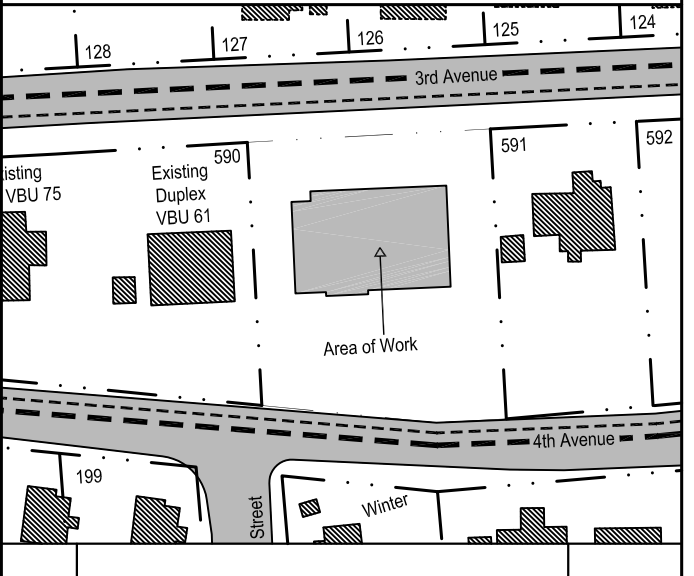 128
127
126
125
124
3rd Avenue
590
591
592
isting
VBU 75
Existing
Duplex
VBU 61
Area of Work
4th Avenue
199
Street
Winter